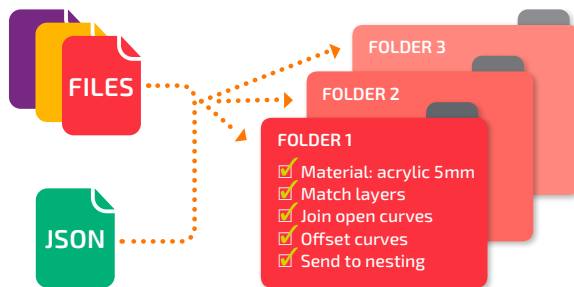 FILES
JSON
FOLDER 3
FOLDER 2
FOLDER 1
Material: acrylic 5mm
Match layers
Join open curves
Offset curves
Send to nesting